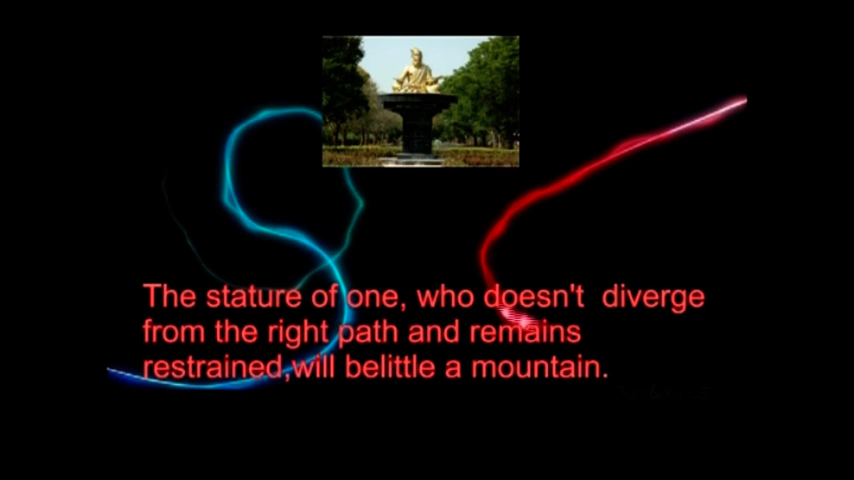 The stature of one, who doesn't  diverge
from the right path and remains
restrained,will belittle a mountain.